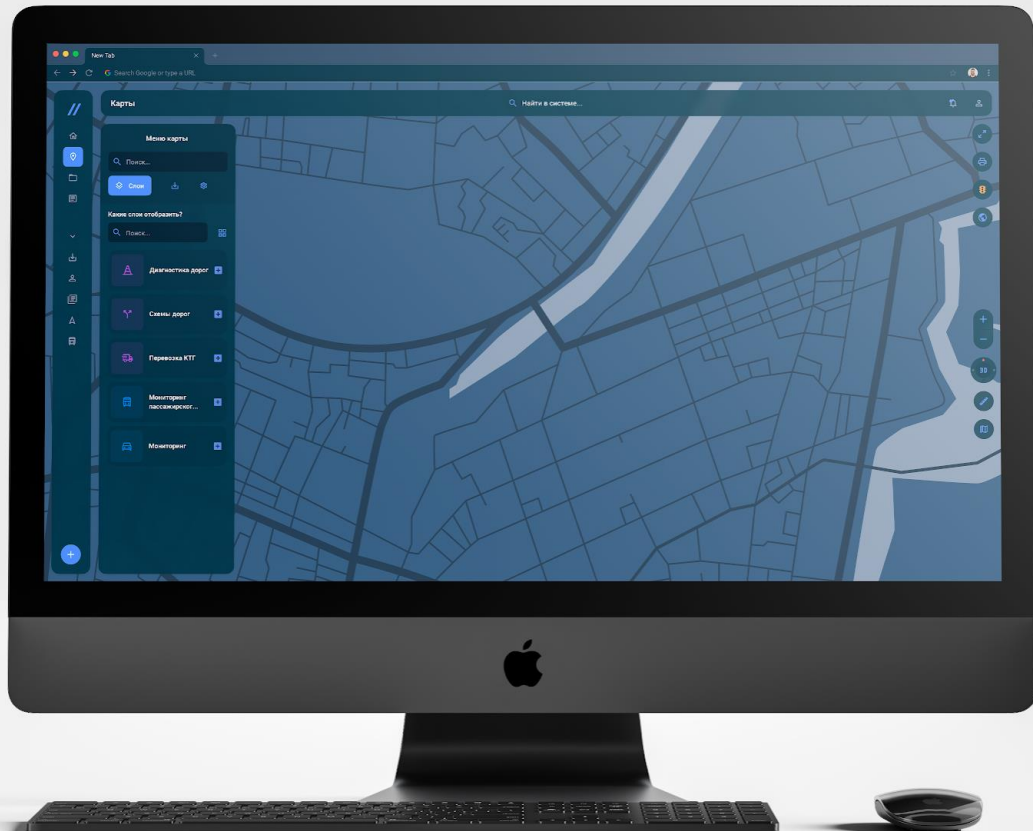 New Tab
Search Google or type a URL
Карты
Найти в системе...
Меню карты
Поиск...
Слои
Какие слои отобразить?
Поиск...
Диагностика дорог
Схемы дорог
Перевозка КТГ
Мониторинг
пассажирског...
Мониторинг